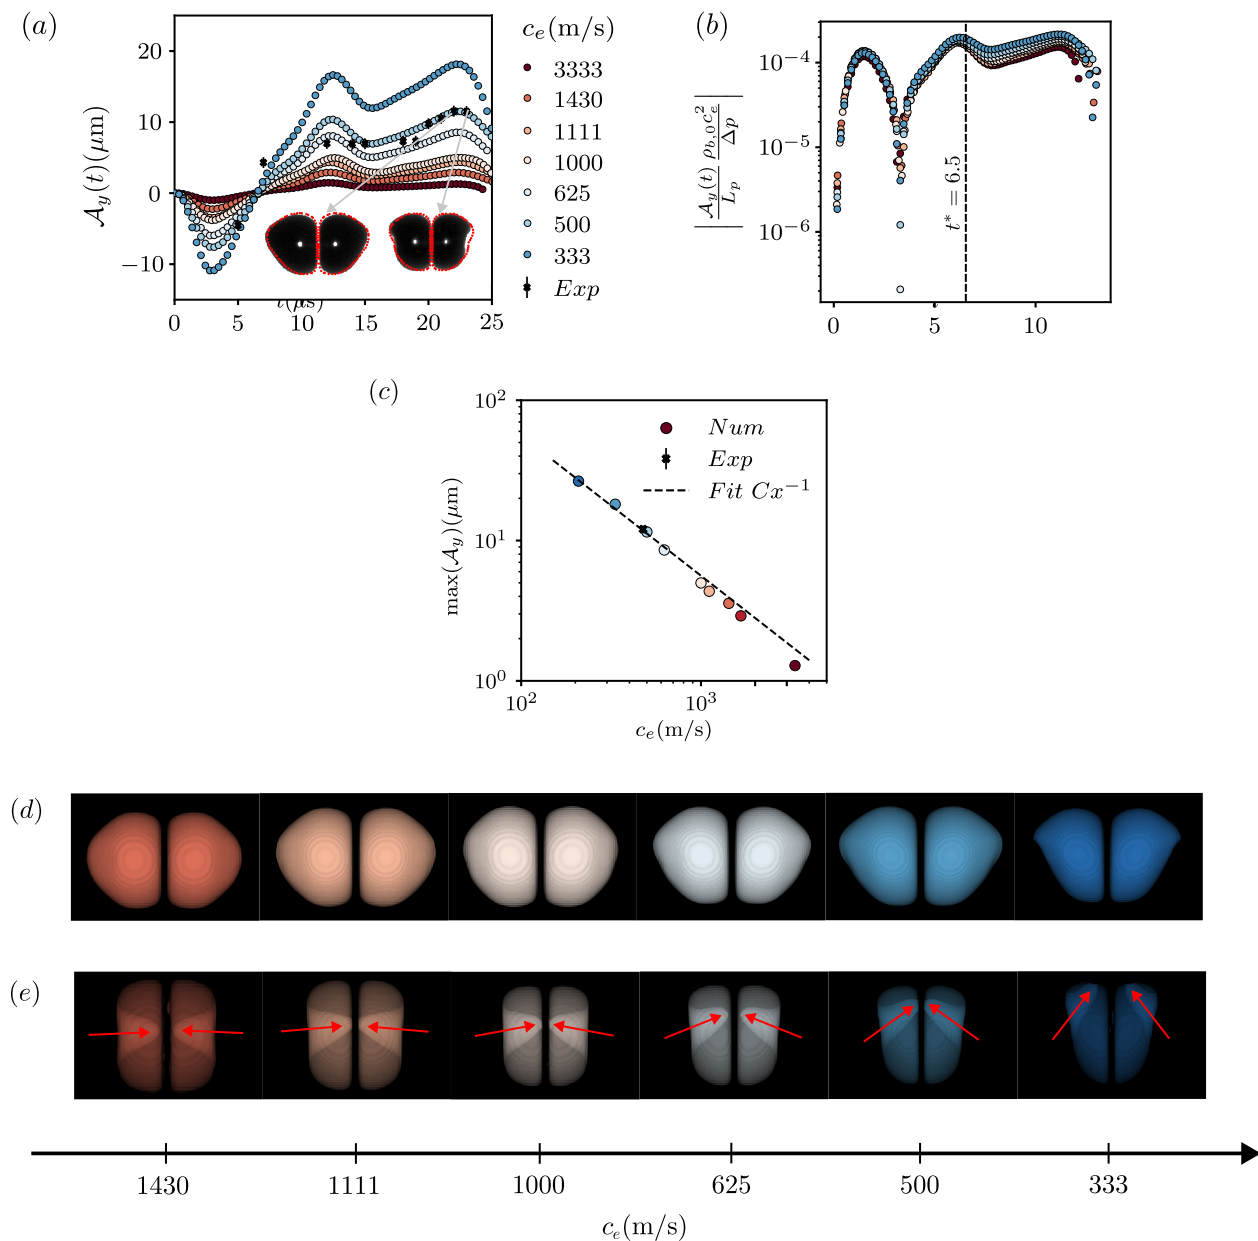 (a)
20
10
0
−10
𝒜_y(t)(μm)
0 5 10 15 20 25
t(μs)
c_e(m/s)
3333
1430
1111
1000
625
500
333
Exp
(b)
10^{−4}
10^{−5}
10^{−6}
|𝒜_y(t)/L_p ρ_{b,0}c_e^2/Δp|
t* = 6.5
0 5 10
(c)
10^2
10^1
10^0
max(𝒜_y)(μm)
Num
Exp
Fit Cx^{−1}
10^2 10^3
c_e(m/s)
(d)
(e)
1430 1111 1000 625 500 333
c_e(m/s)